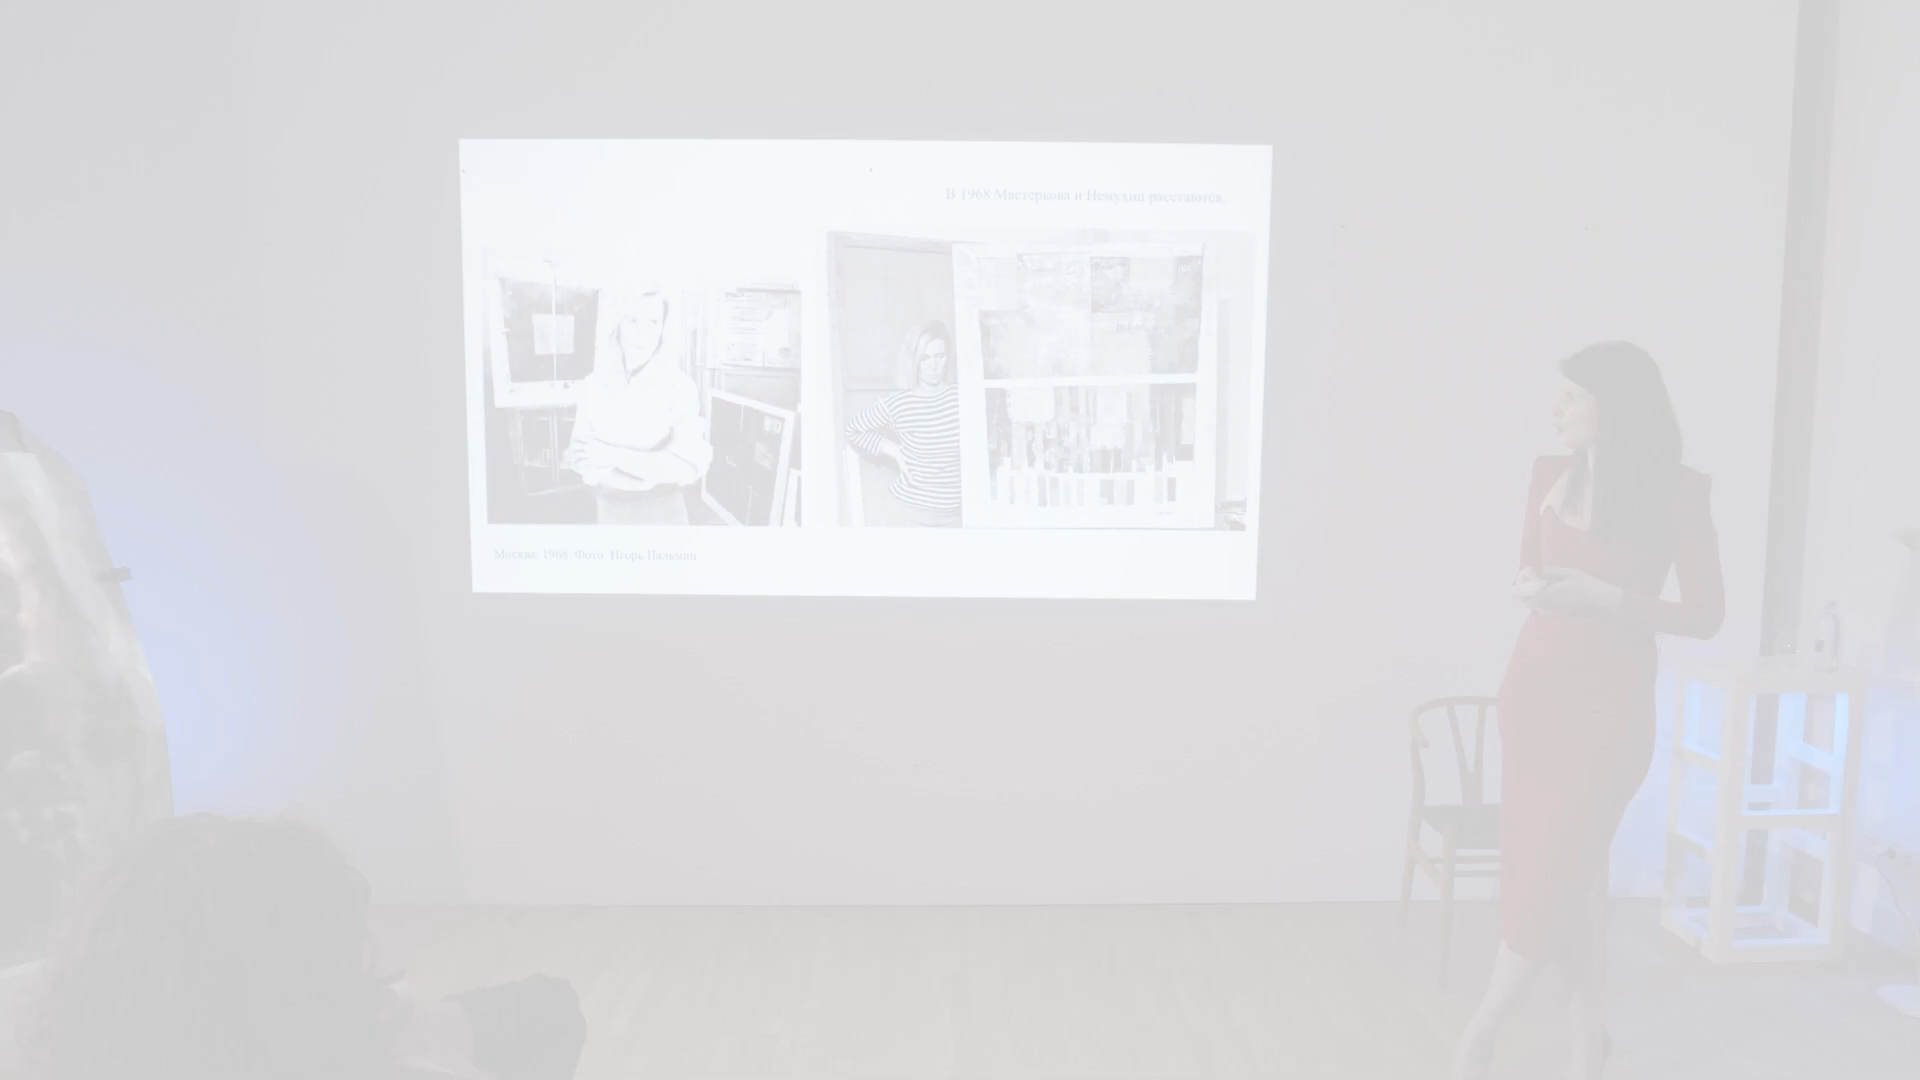 В 1968 Мастеркова и Немухин расстаются.
Москва. 1968. Фото: Игорь Пальмин